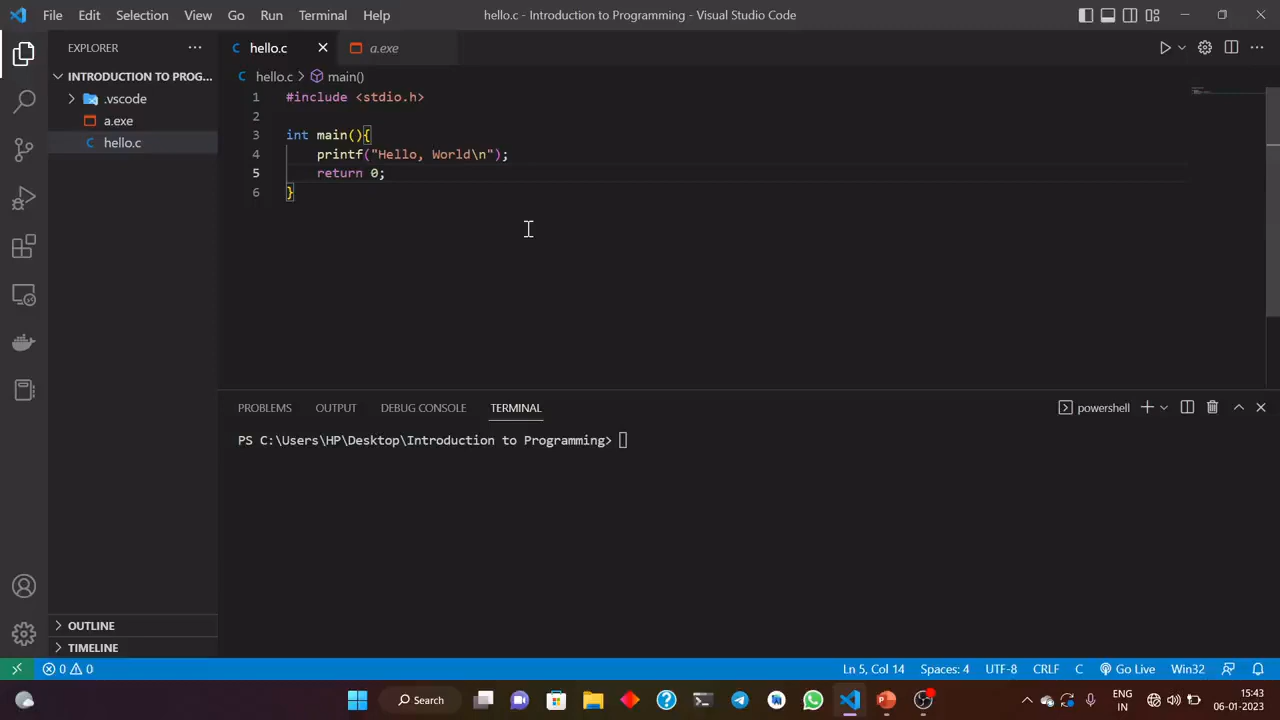 File Edit Selection View Go Run Terminal Help hello.c - Introduction to Programming - Visual Studio Code
EXPLORER
hello.c
a.exe
INTRODUCTION TO PROG...
hello.c > main()
.vscode
a.exe
hello.c
1 #include <stdio.h>
2
3 int main(){
4     printf("Hello, World\n");
5     return 0;
6 }
PROBLEMS OUTPUT DEBUG CONSOLE TERMINAL
powershell
PS C:\Users\HP\Desktop\Introduction to Programming>
OUTLINE
TIMELINE
0 0 Ln 5, Col 14 Spaces: 4 UTF-8 CRLF C Go Live Win32
Search
ENG
IN
15:43
06-01-2023